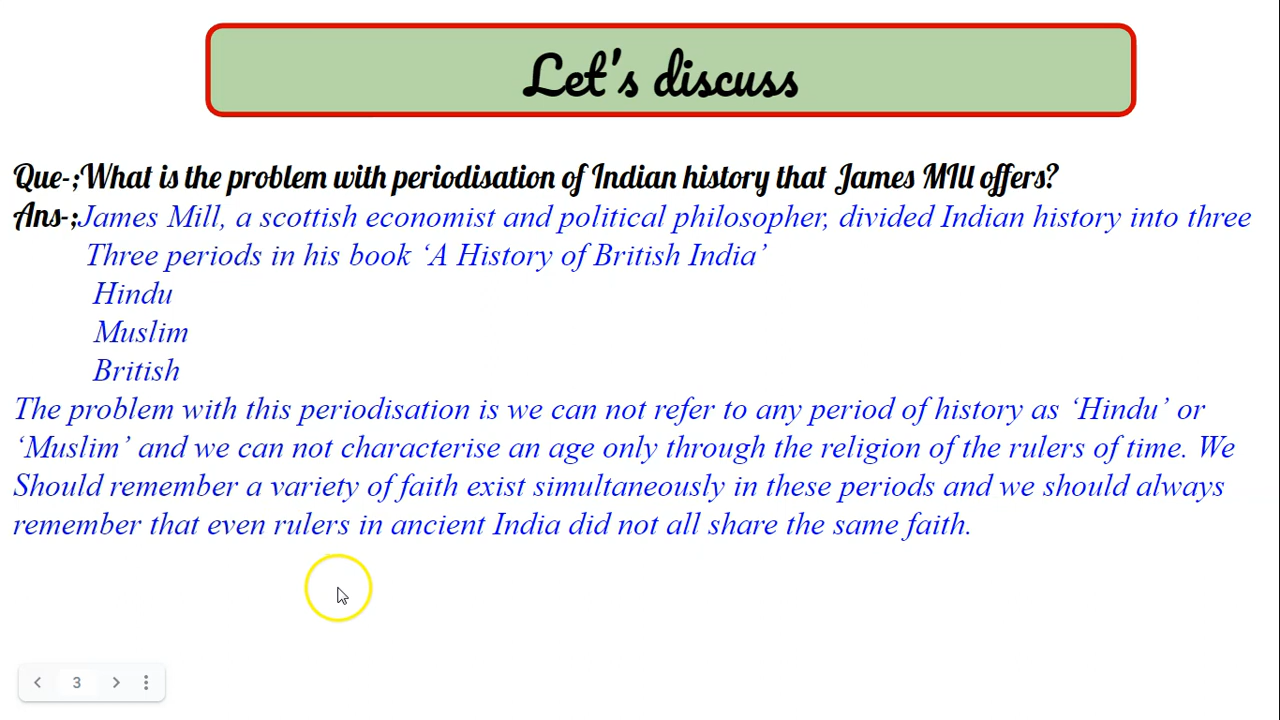 Let's discuss
Que-;What is the problem with periodisation of Indian history that James MIll offers?
Ans-;James Mill, a scottish economist and political philosopher, divided Indian history into three
Three periods in his book ‘A History of British India’
Hindu
Muslim
British
The problem with this periodisation is we can not refer to any period of history as ‘Hindu’ or
‘Muslim’ and we can not characterise an age only through the religion of the rulers of time. We
Should remember a variety of faith exist simultaneously in these periods and we should always
remember that even rulers in ancient India did not all share the same faith.
3